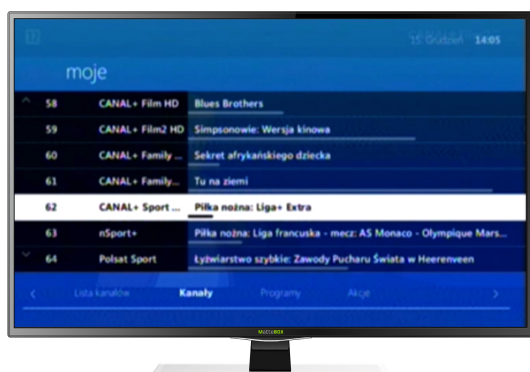 15. Grudzień 14:05
moje
58 CANAL+ Film HD Blues Brothers
59 CANAL+ Film2 HD Simpsonowie: Wersja kinowa
60 CANAL+ Family ... Sekret afrykańskiego dziecka
61 CANAL+ Family... Tu na ziemi
62 CANAL+ Sport ... Piłka nożna: Liga+ Extra
63 nSport+ Piłka nożna: Liga francuska - mecz: AS Monaco - Olympique Mars...
64 Polsat Sport Łyżwiarstwo szybkie: Zawody Pucharu Świata w Heerenveen
Lista kanałów Kanały Programy Akcje